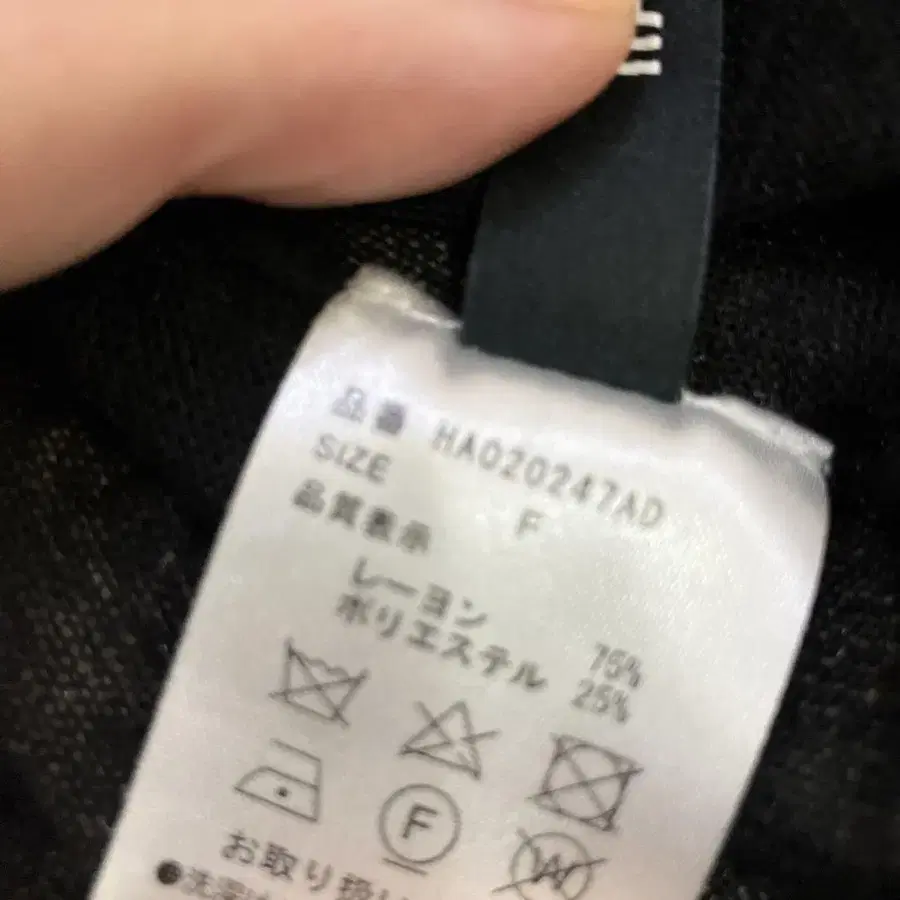 品番 HA020247AD
SIZE F
品質表示
レーヨン 75%
ポリエステル 25%
F
W
お取り扱い